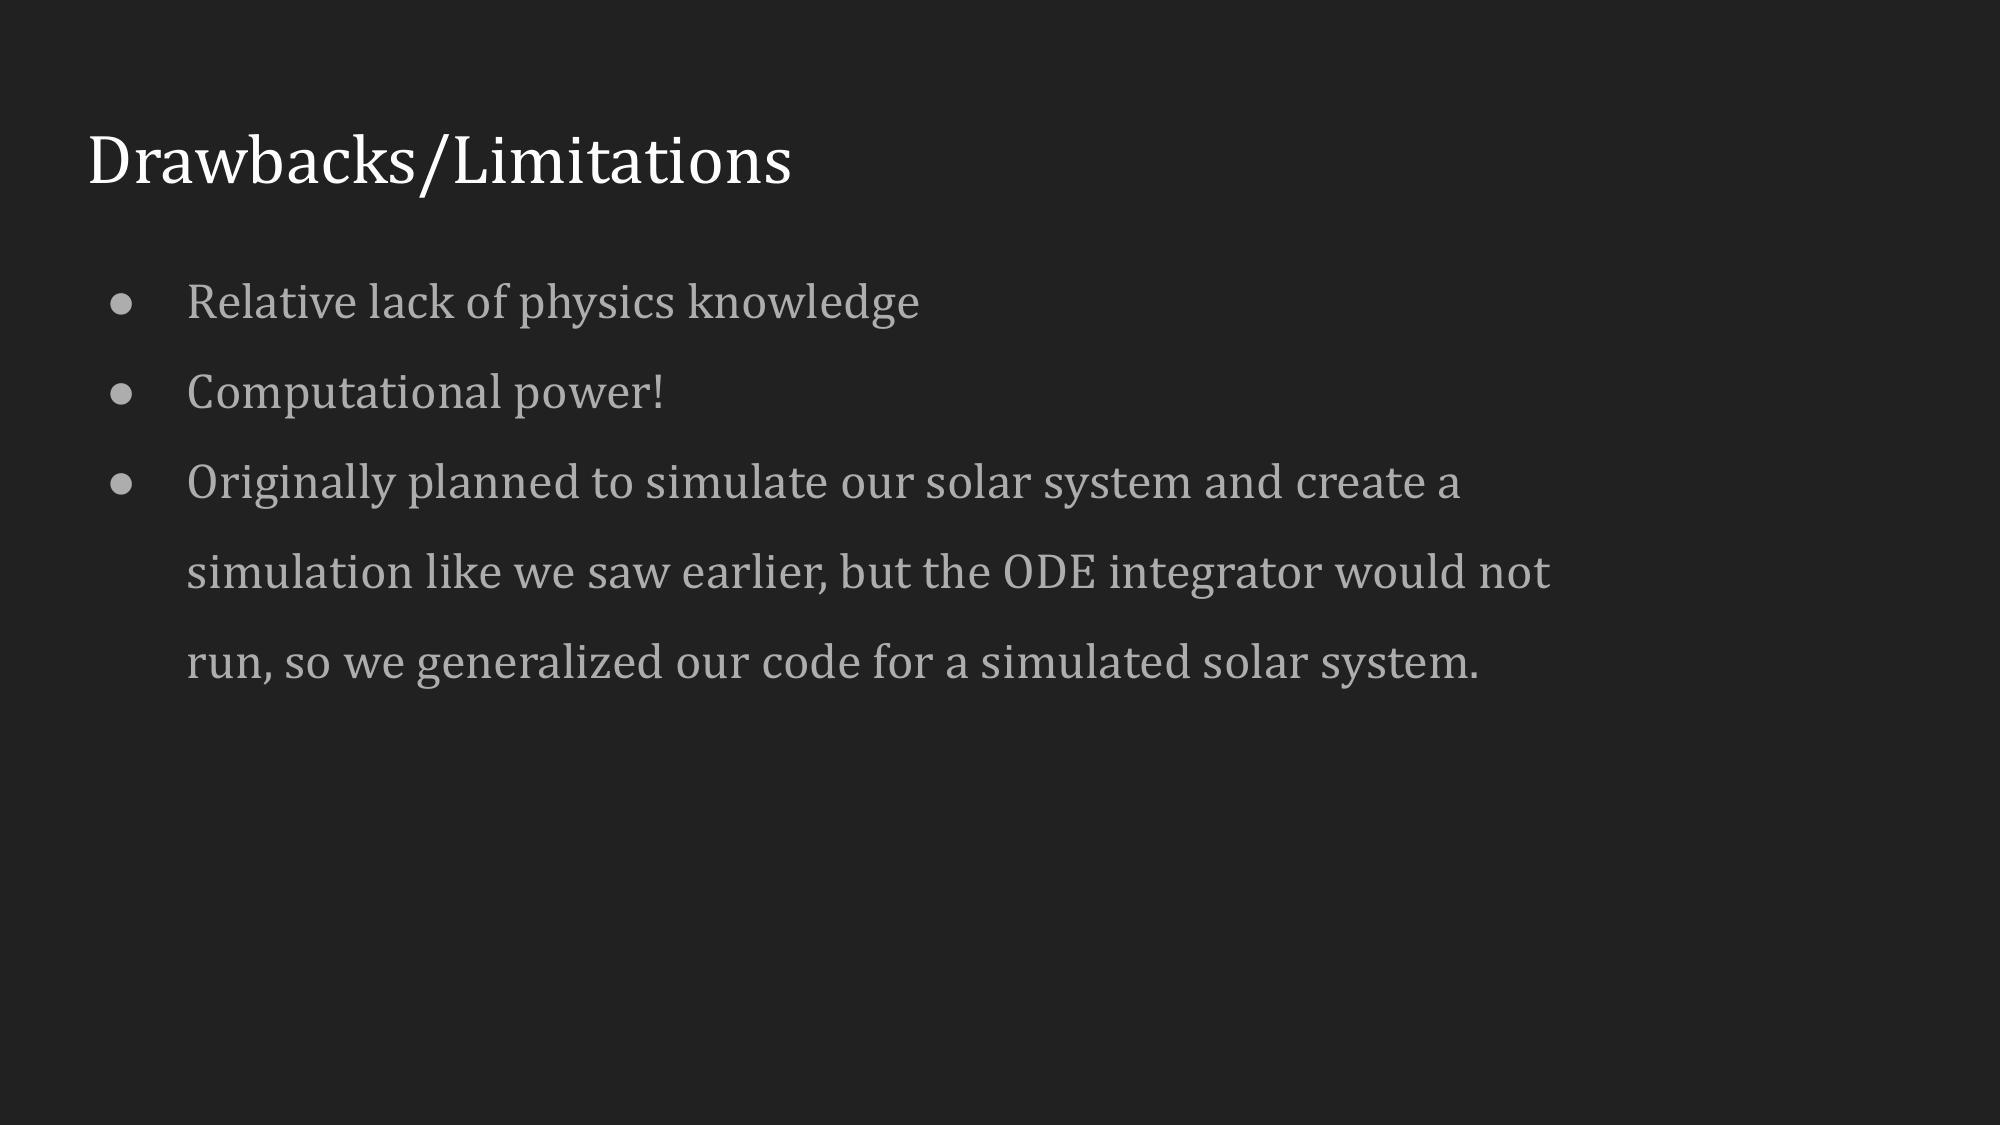 Drawbacks/Limitations
● Relative lack of physics knowledge
● Computational power!
● Originally planned to simulate our solar system and create a
simulation like we saw earlier, but the ODE integrator would not
run, so we generalized our code for a simulated solar system.